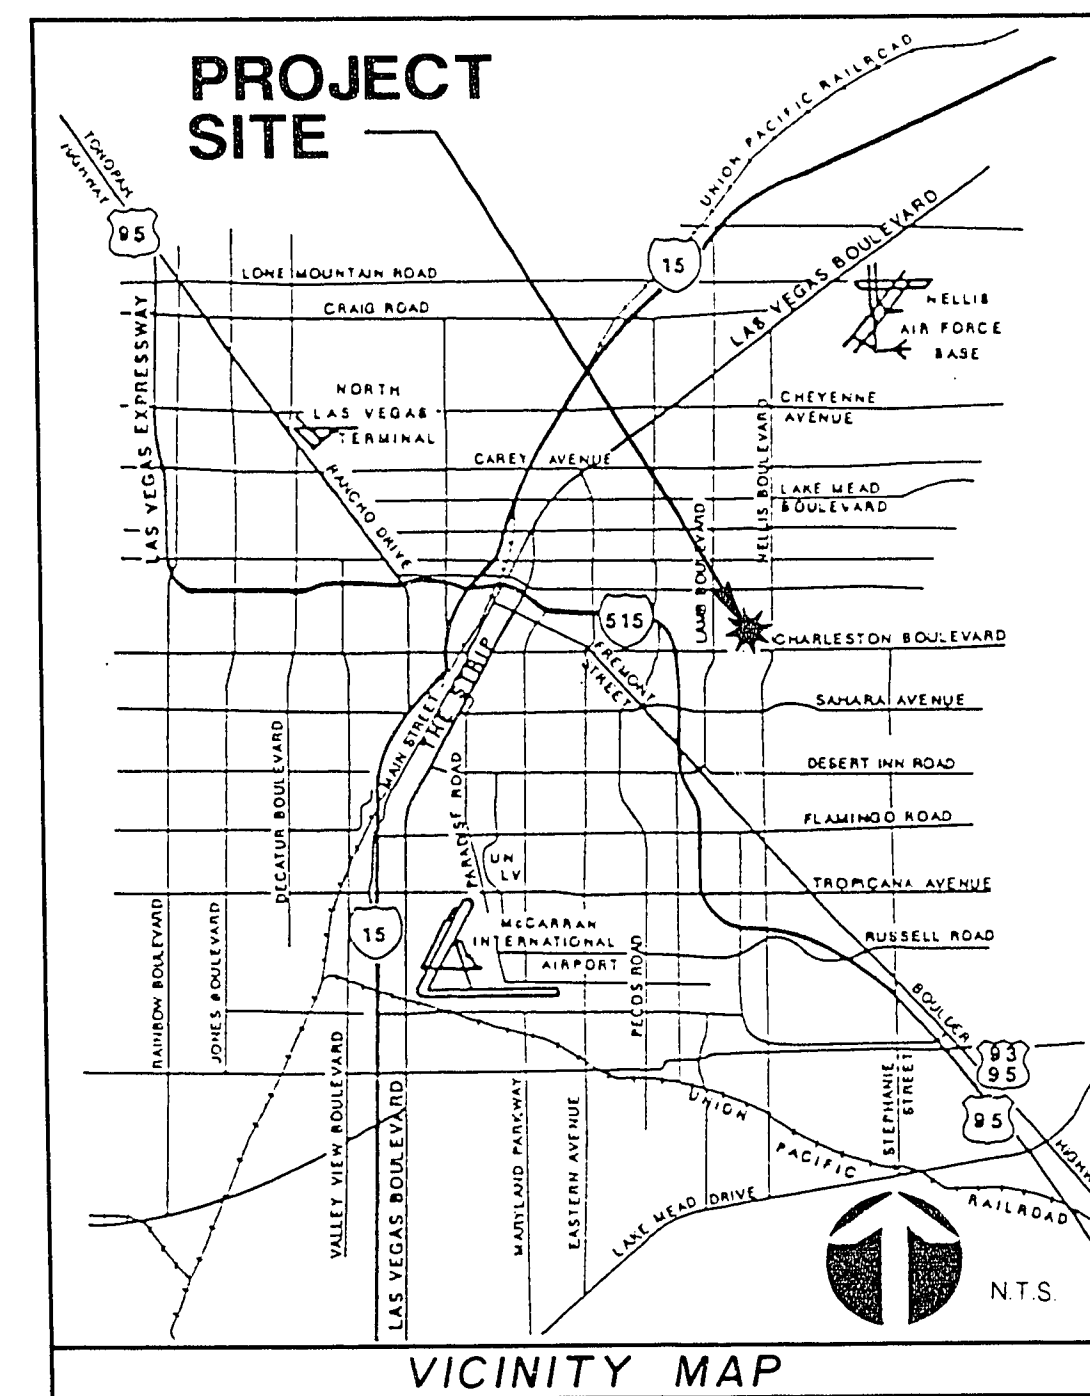 PROJECT
SITE
UNION PACIFIC RAILROAD
TONOPAH
HIGHWAY
95
15
LAS VEGAS BOULEVARD
LONE MOUNTAIN ROAD
CRAIG ROAD
NELLIS
AIR FORCE
BASE
LAS VEGAS EXPRESSWAY
NORTH
LAS VEGAS
TERMINAL
CHEYENNE
AVENUE
CAREY AVENUE
RANCHO DRIVE
NELLIS BOULEVARD
LAKE MEAD
BOULEVARD
LAMB BOULEVARD
515
CHARLESTON BOULEVARD
FREMONT
STREET
THE STRIP
MAIN STREET
SAHARA AVENUE
DECATUR BOULEVARD
PARADISE ROAD
DESERT INN ROAD
FLAMINGO ROAD
UN
LV
TROPICANA AVENUE
RAINBOW BOULEVARD
JONES BOULEVARD
15
McCARRAN
INTERNATIONAL
AIRPORT
PECOS ROAD
RUSSELL ROAD
BOULDER
93
95
95
STEPHANIE
STREET
VALLEY VIEW BOULEVARD
LAS VEGAS BOULEVARD
MARYLAND PARKWAY
EASTERN AVENUE
UNION
PACIFIC
RAILROAD
LAKE MEAD DRIVE
N.T.S.
VICINITY MAP